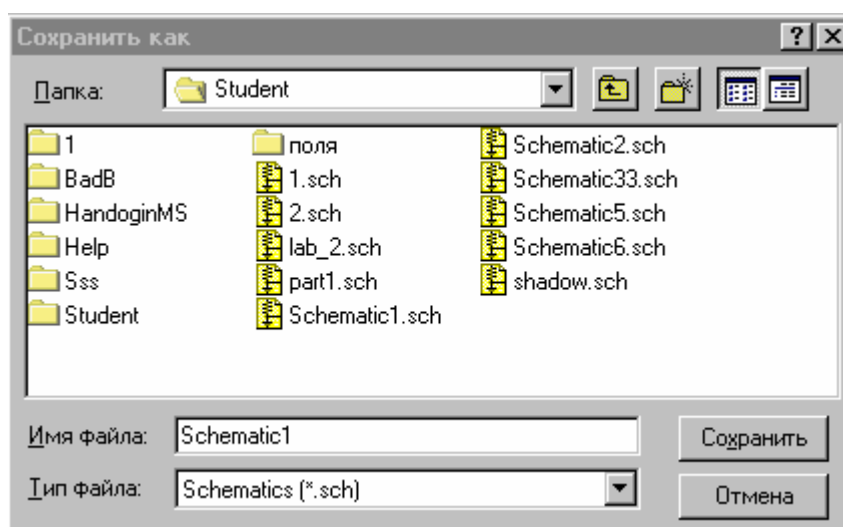 Сохранить как
Папка: Student
1 поля Schematic2.sch
BadB 1.sch Schematic33.sch
HandoginMS 2.sch Schematic5.sch
Help lab_2.sch Schematic6.sch
Sss part1.sch shadow.sch
Student Schematic1.sch
Имя файла: Schematic1 Сохранить
Тип файла: Schematics (*.sch) Отмена